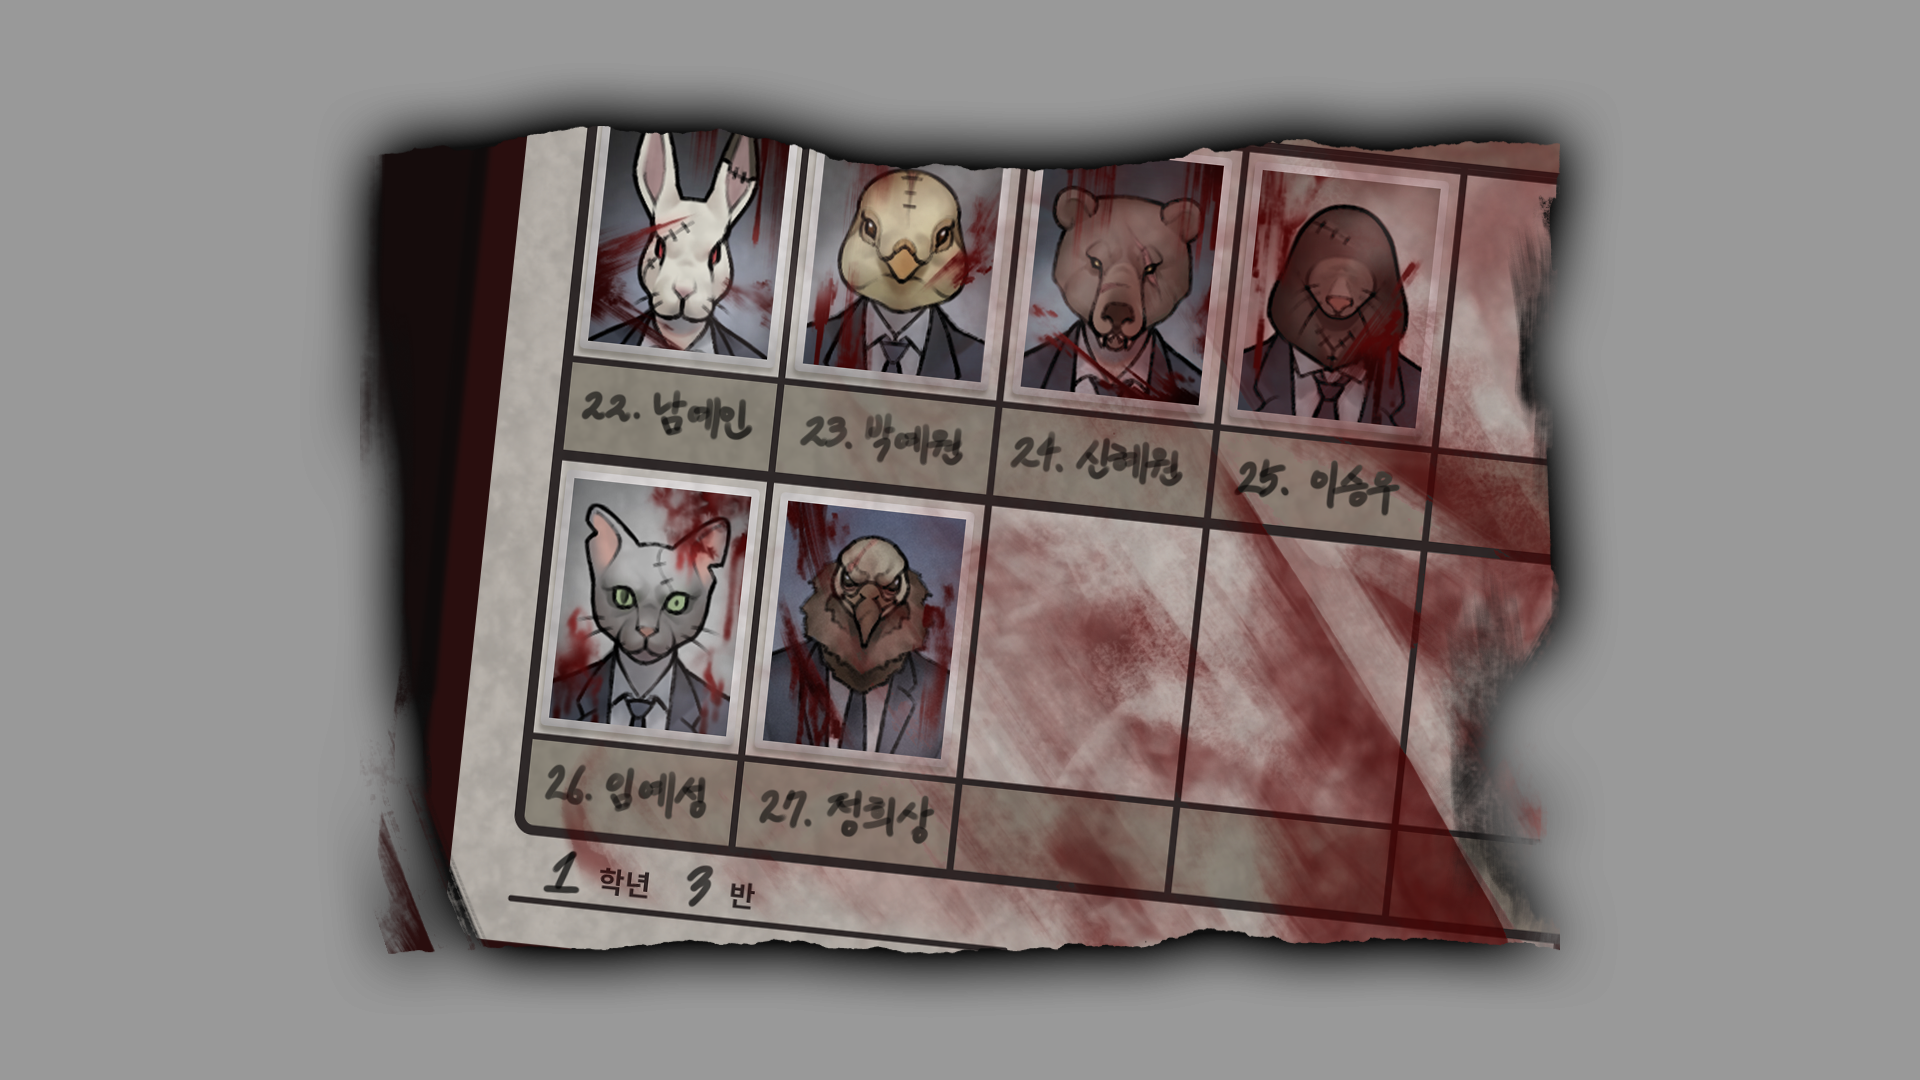 22. 남예인
23. 박예원
24. 신혜원
25. 이승우
26. 임예성
27. 정희상
1 학년 3 반